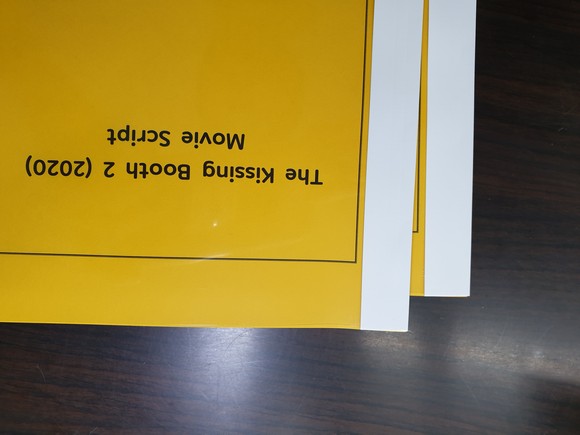 The Kissing Booth 2 (2020)
Movie Script